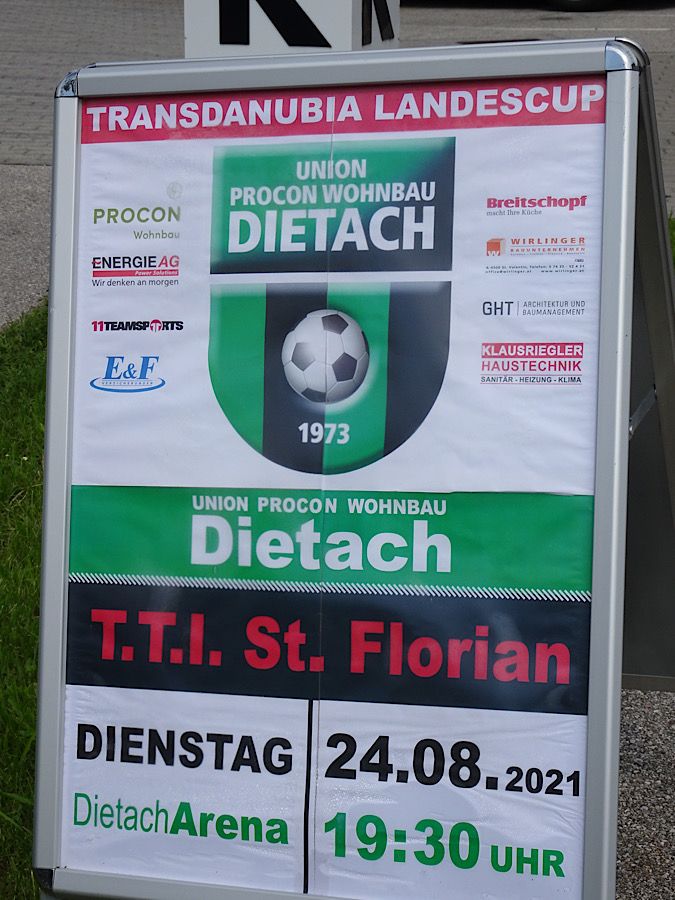 K
TRANSDANUBIA LANDESCUP
UNION
PROCON WOHNBAU
DIETACH
PROCON
Wohnbau
ENERGIE AG
Power Solutions
Wir denken an morgen
11TEAMSPORTS
E&F
VERSICHERUNGEN
Breitschopf
macht Ihre Küche
WIRLINGER
BAUUNTERNEHMEN
GHT ARCHITEKTUR UND
BAUMANAGEMENT
KLAUSRIEGLER
HAUSTECHNIK
SANITÄR - HEIZUNG - KLIMA
1973
UNION PROCON WOHNBAU
Dietach
T.T.I. St. Florian
DIENSTAG 24.08.2021
DietachArena 19:30 UHR